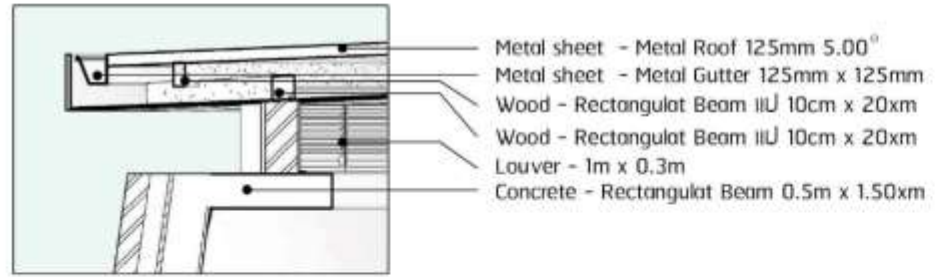 Metal sheet - Metal Roof 125mm 5.00°
Metal sheet - Metal Gutter 125mm x 125mm
Wood - Rectangulat Beam แป 10cm x 20xm
Wood - Rectangulat Beam แป 10cm x 20xm
Louver - 1m x 0.3m
Concrete - Rectangulat Beam 0.5m x 1.50xm